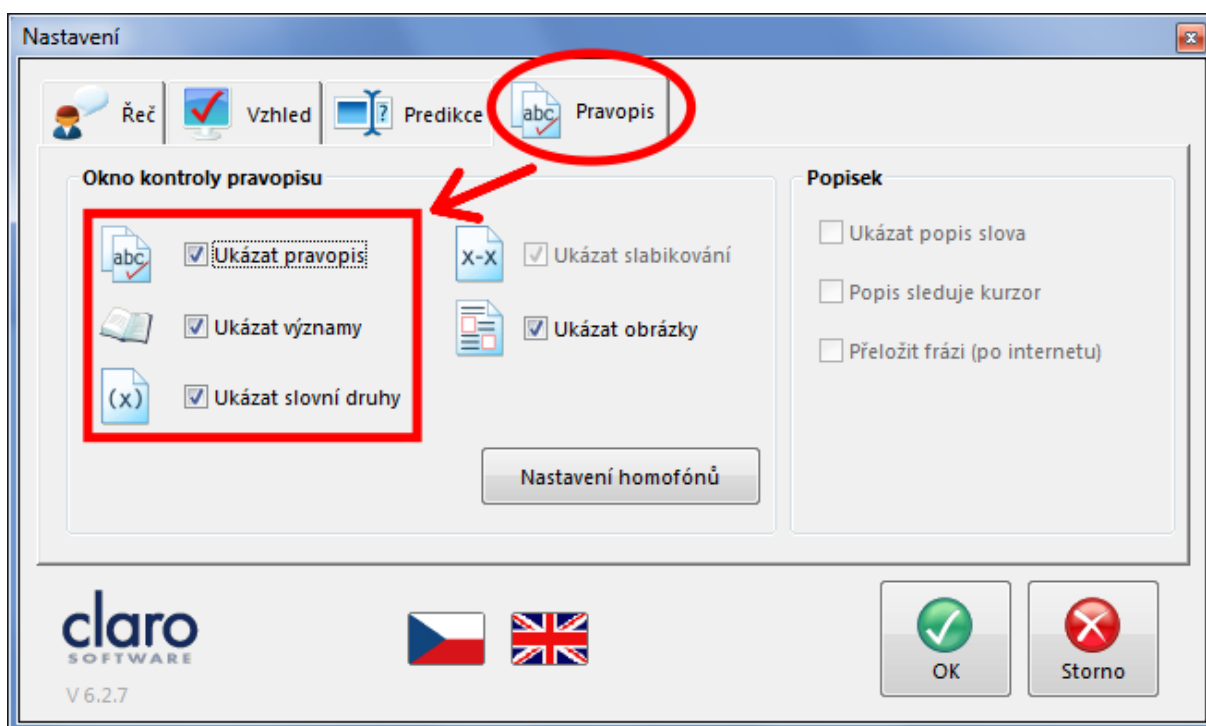 Nastavení
Řeč
Vzhled
Predikce
Pravopis
Okno kontroly pravopisu
abc
Ukázat pravopis
Ukázat významy
(x)
Ukázat slovní druhy
x-x
Ukázat slabikování
Ukázat obrázky
Nastavení homofónů
Popisek
Ukázat popis slova
Popis sleduje kurzor
Přeložit frázi (po internetu)
claro
SOFTWARE
V 6.2.7
OK
Storno